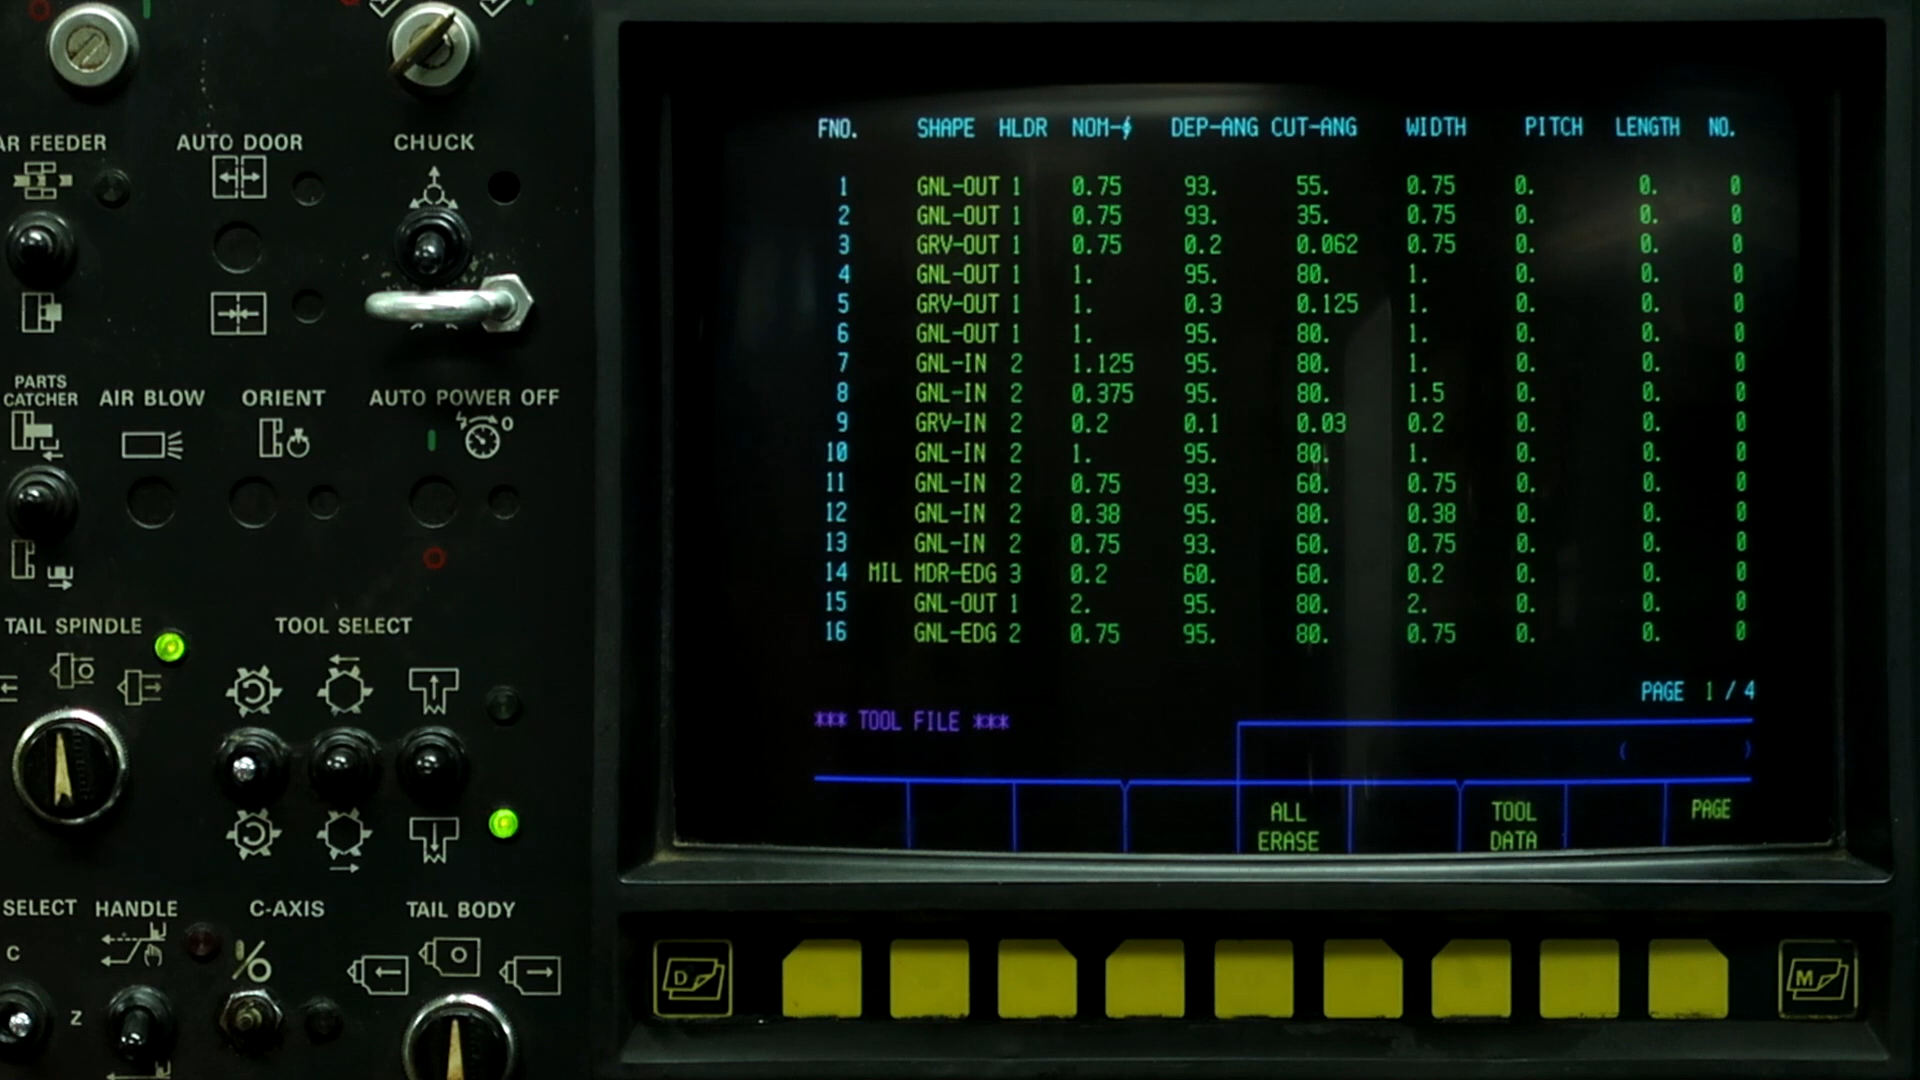 AR FEEDER
AUTO DOOR
CHUCK
PARTS
CATCHER
AIR BLOW
ORIENT
AUTO POWER OFF
TAIL SPINDLE
TOOL SELECT
SELECT
HANDLE
C-AXIS
TAIL BODY
C
Z
FNO. SHAPE HLDR NOM-∮ DEP-ANG CUT-ANG WIDTH PITCH LENGTH NO.
1 GNL-OUT 1 0.75 93. 55. 0.75 0. 0. 0
2 GNL-OUT 1 0.75 93. 35. 0.75 0. 0. 0
3 GRV-OUT 1 0.75 0.2 0.062 0.75 0. 0. 0
4 GNL-OUT 1 1. 95. 80. 1. 0. 0. 0
5 GRV-OUT 1 1. 0.3 0.125 1. 0. 0. 0
6 GNL-OUT 1 1. 95. 80. 1. 0. 0. 0
7 GNL-IN 2 1.125 95. 80. 1. 0. 0. 0
8 GNL-IN 2 0.375 95. 80. 1.5 0. 0. 0
9 GRV-IN 2 0.2 0.1 0.03 0.2 0. 0. 0
10 GNL-IN 2 1. 95. 80. 1. 0. 0. 0
11 GNL-IN 2 0.75 93. 60. 0.75 0. 0. 0
12 GNL-IN 2 0.38 95. 80. 0.38 0. 0. 0
13 GNL-IN 2 0.75 93. 60. 0.75 0. 0. 0
14 MIL MDR-EDG 3 0.2 60. 60. 0.2 0. 0. 0
15 GNL-OUT 1 2. 95. 80. 2. 0. 0. 0
16 GNL-EDG 2 0.75 95. 80. 0.75 0. 0. 0
PAGE 1 / 4
*** TOOL FILE ***
( )
ALL
ERASE
TOOL
DATA
PAGE
D
M